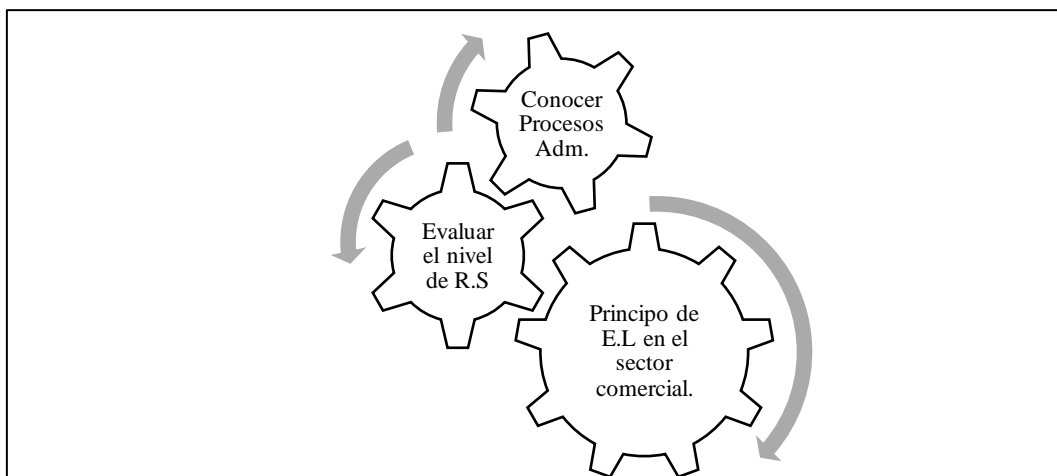 Conocer
Procesos
Adm.
Evaluar
el nivel
de R.S
Principo de
E.L en el
sector
comercial.